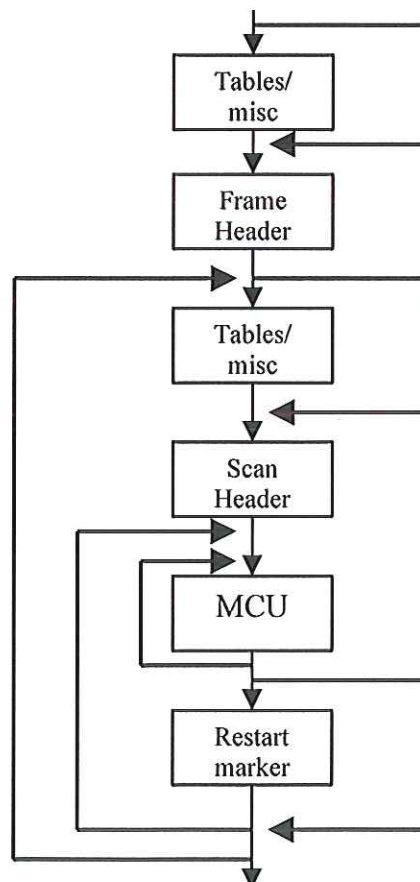 Tables/
misc
Frame
Header
Tables/
misc
Scan
Header
MCU
Restart
marker